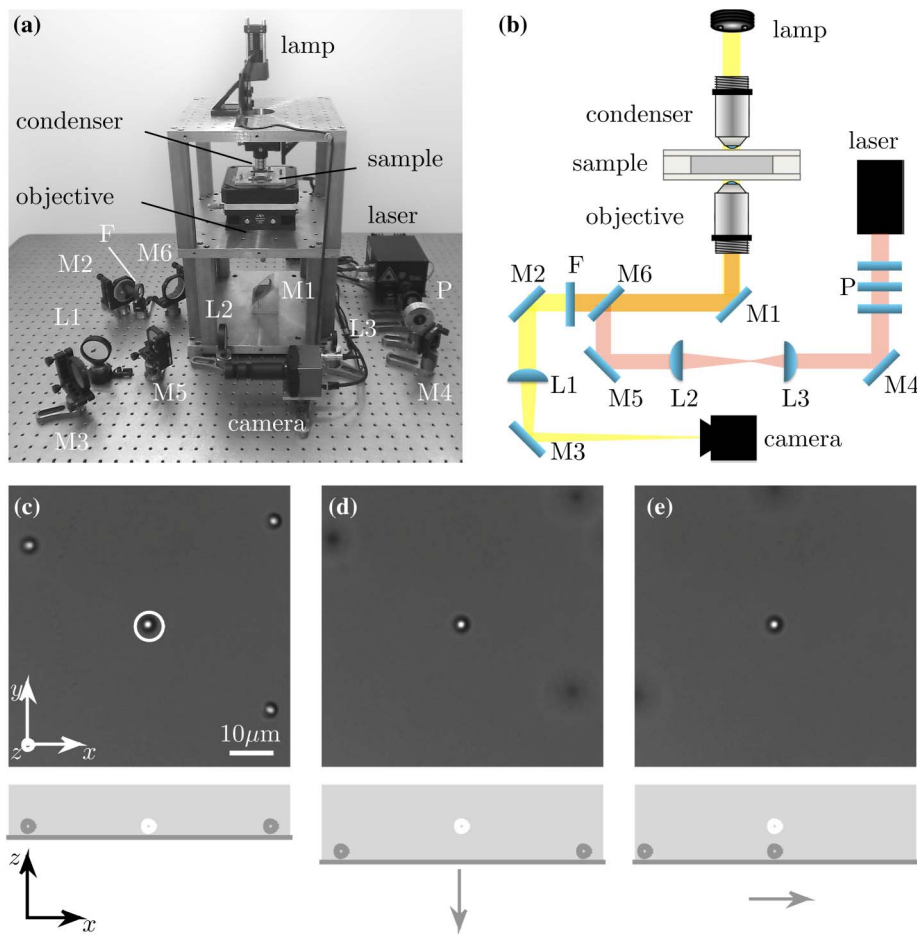 (a)
lamp
condenser
sample
objective
laser
F
M2
M6
P
L2
M1
L1
L3
M5
M4
M3
camera
(b)
lamp
condenser
laser
sample
objective
M2
F
M6
P
M1
L1
M5
L2
L3
M4
M3
camera
(c)
y
z
x
10μm
(d)
(e)
z
x